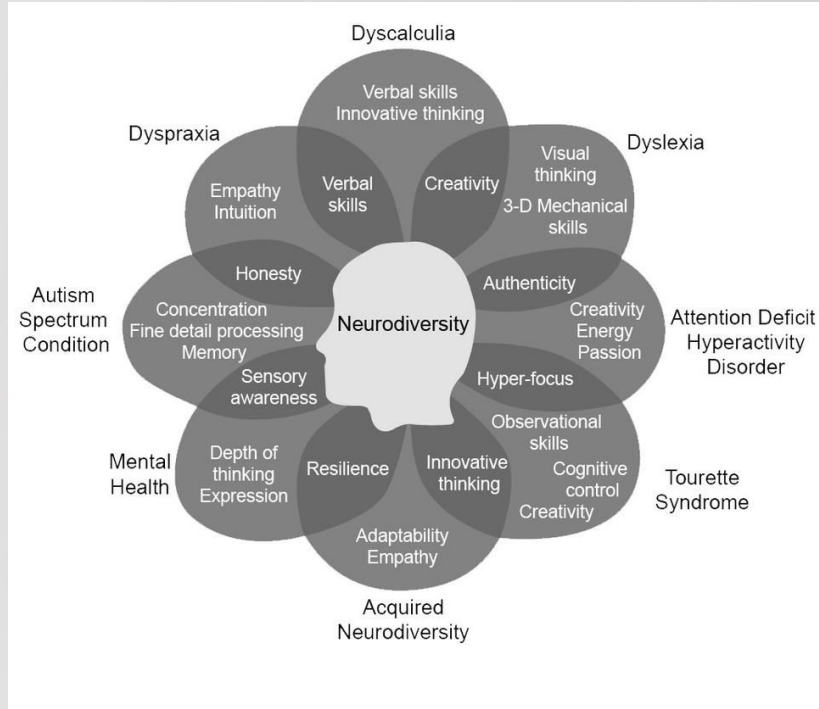 Dyscalculia
Verbal skills
Innovative thinking
Dyspraxia
Dyslexia
Visual
thinking
3-D Mechanical
skills
Creativity
Verbal
skills
Empathy
Intuition
Honesty
Authenticity
Neurodiversity
Autism
Spectrum
Condition
Concentration
Fine detail processing
Memory
Creativity
Energy
Passion
Attention Deficit
Hyperactivity
Disorder
Sensory
awareness
Hyper-focus
Mental
Health
Depth of
thinking
Expression
Resilience
Innovative
thinking
Observational
skills
Cognitive
control
Creativity
Tourette
Syndrome
Adaptability
Empathy
Acquired
Neurodiversity